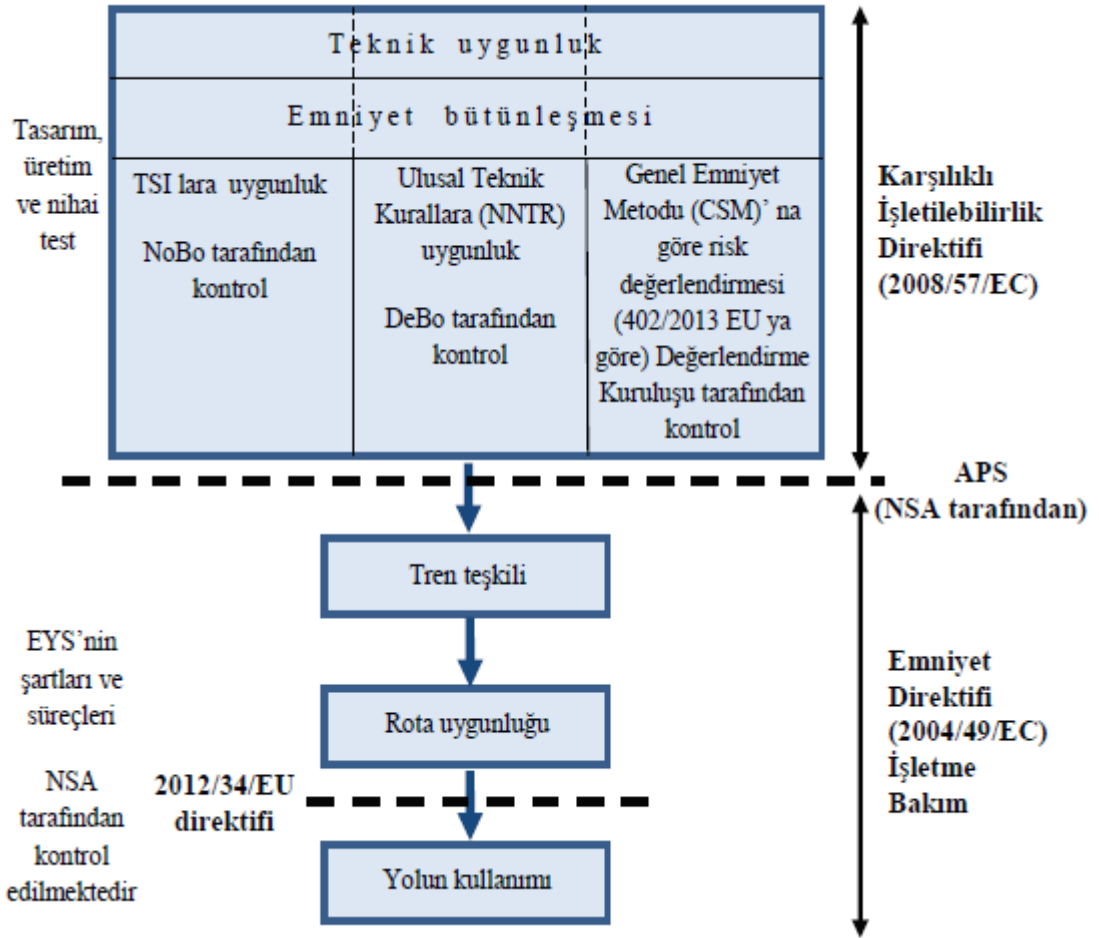 Teknik uygunluk
Emniyet bütünleşmesi
Tasarım,
üretim
ve nihai
test
TSI lara uygunluk
NoBo tarafından
kontrol
Ulusal Teknik
Kurallara (NNTR)
uygunluk
DeBo tarafından
kontrol
Genel Emniyet
Metodu (CSM)’ na
göre risk
değerlendirmesi
(402/2013 EU ya
göre) Değerlendirme
Kuruluşu tarafından
kontrol
Karşılıklı
İşletilebilirlik
Direktifi
(2008/57/EC)
APS
(NSA tarafından)
Tren teşkili
EYS’nin
şartları ve
süreçleri
Rota uygunluğu
Emniyet
Direktifi
(2004/49/EC)
İşletme
Bakım
NSA
tarafından
kontrol
edilmektedir
2012/34/EU
direktifi
Yolun kullanımı